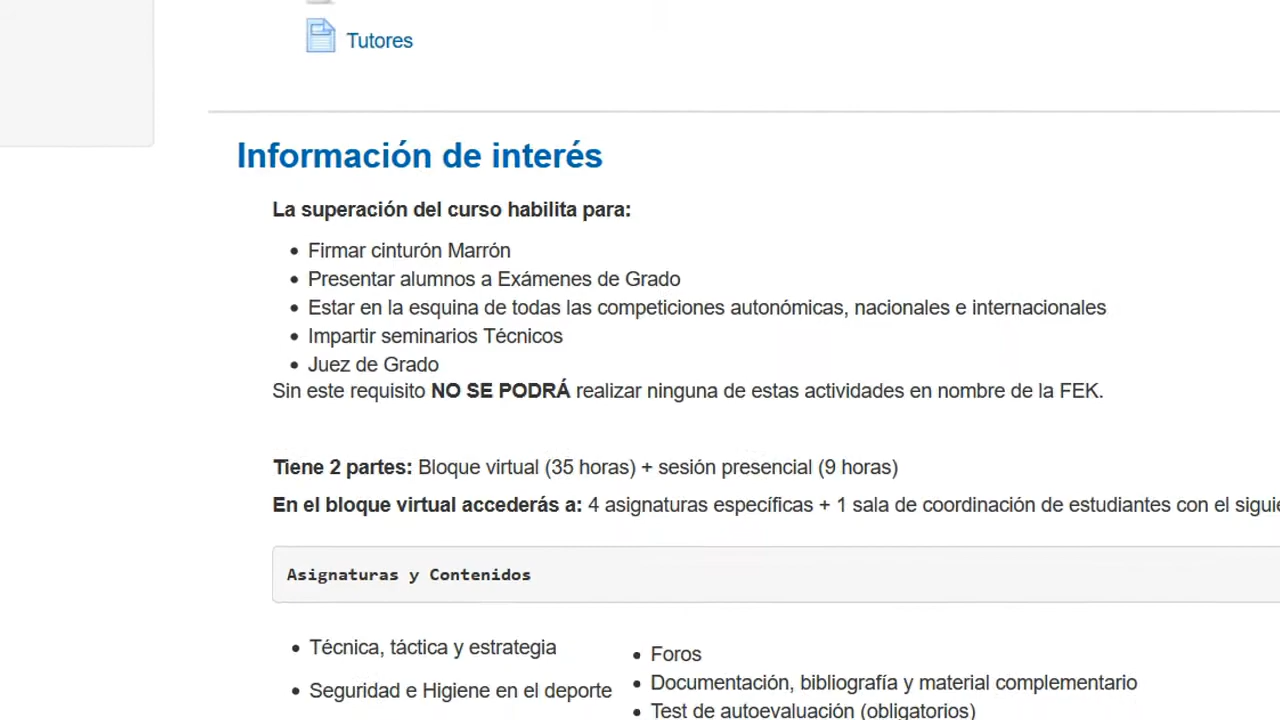 Tutores
Información de interés
La superación del curso habilita para:
Firmar cinturón Marrón
Presentar alumnos a Exámenes de Grado
Estar en la esquina de todas las competiciones autonómicas, nacionales e internacionales
Impartir seminarios Técnicos
Juez de Grado
Sin este requisito NO SE PODRÁ realizar ninguna de estas actividades en nombre de la FEK.
Tiene 2 partes: Bloque virtual (35 horas) + sesión presencial (9 horas)
En el bloque virtual accederás a: 4 asignaturas específicas + 1 sala de coordinación de estudiantes con el
Asignaturas y Contenidos
Técnica, táctica y estrategia
Seguridad e Higiene en el deporte
Foros
Documentación, bibliografía y material complementario
Test de autoevaluación (obligatorios)